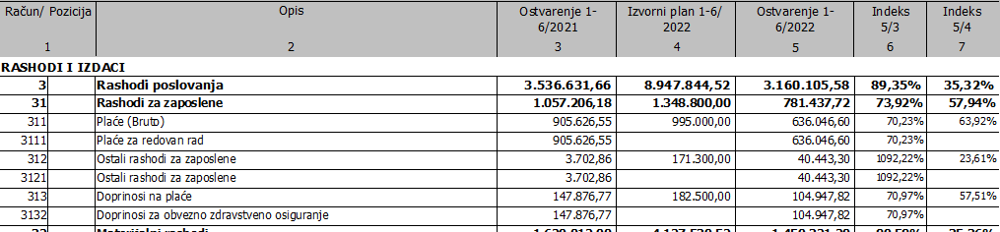 Račun/ Pozicija Opis Ostvarenje 1-6/2021 Izvorni plan 1-6/2022 Ostvarenje 1-6/2022 Indeks 5/3 Indeks 5/4
1 2 3 4 5 6 7
RASHODI I IZDACI
3 Rashodi poslovanja 3.536.631,66 8.947.844,52 3.160.105,58 89,35% 35,32%
31 Rashodi za zaposlene 1.057.206,18 1.348.800,00 781.437,72 73,92% 57,94%
311 Plaće (Bruto) 905.626,55 995.000,00 636.046,60 70,23% 63,92%
3111 Plaće za redovan rad 905.626,55 636.046,60 70,23%
312 Ostali rashodi za zaposlene 3.702,86 171.300,00 40.443,30 1092,22% 23,61%
3121 Ostali rashodi za zaposlene 3.702,86 40.443,30 1092,22%
313 Doprinosi na plaće 147.876,77 182.500,00 104.947,82 70,97% 57,51%
3132 Doprinosi za obvezno zdravstveno osiguranje 147.876,77 104.947,82 70,97%